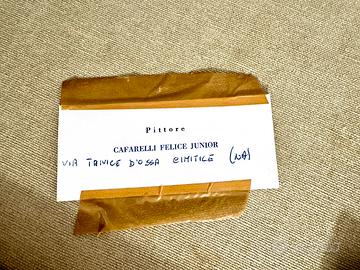 Pittore
CAFARELLI FELICE JUNIOR
VIA TRIVICE D'OSSA CIMITILE (NA)